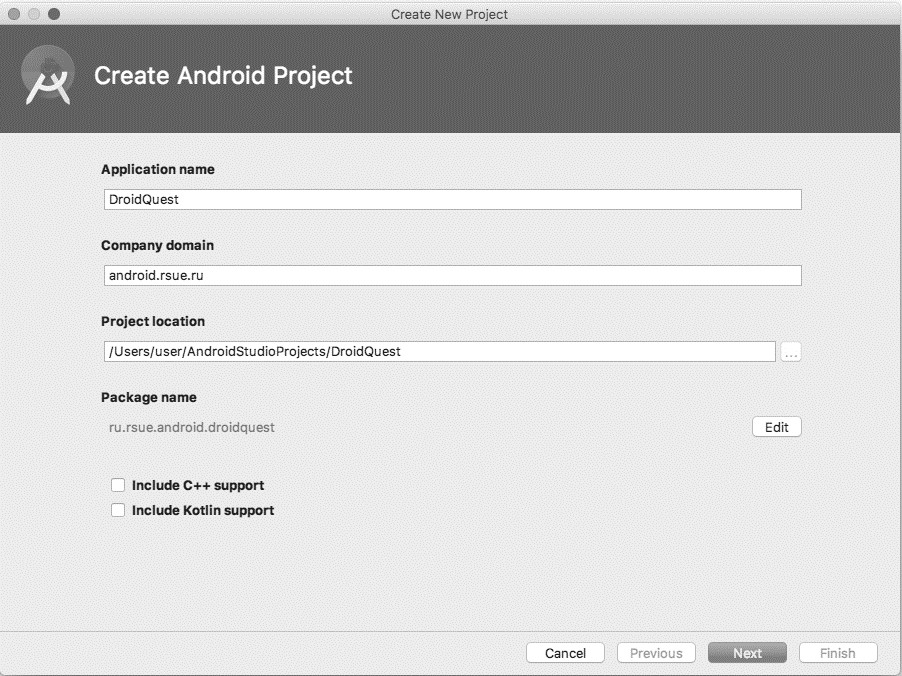 Create New Project
Create Android Project
Application name
DroidQuest
Company domain
android.rsue.ru
Project location
/Users/user/AndroidStudioProjects/DroidQuest
...
Package name
ru.rsue.android.droidquest
Edit
Include C++ support
Include Kotlin support
Cancel
Previous
Next
Finish